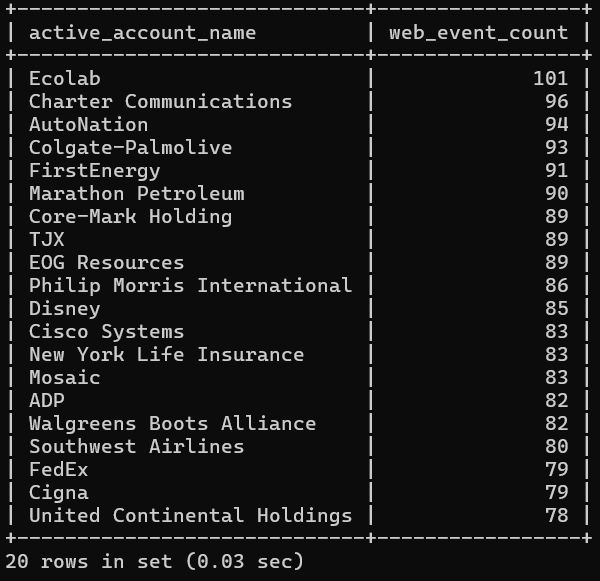 +-----------------------------+-----------------+
| active_account_name         | web_event_count |
+-----------------------------+-----------------+
| Ecolab                      |             101 |
| Charter Communications      |              96 |
| AutoNation                  |              94 |
| Colgate-Palmolive           |              93 |
| FirstEnergy                 |              91 |
| Marathon Petroleum          |              90 |
| Core-Mark Holding           |              89 |
| TJX                         |              89 |
| EOG Resources               |              89 |
| Philip Morris International |              86 |
| Disney                      |              85 |
| Cisco Systems               |              83 |
| New York Life Insurance     |              83 |
| Mosaic                      |              83 |
| ADP                         |              82 |
| Walgreens Boots Alliance    |              82 |
| Southwest Airlines          |              80 |
| FedEx                       |              79 |
| Cigna                       |              79 |
| United Continental Holdings |              78 |
+-----------------------------+-----------------+
20 rows in set (0.03 sec)